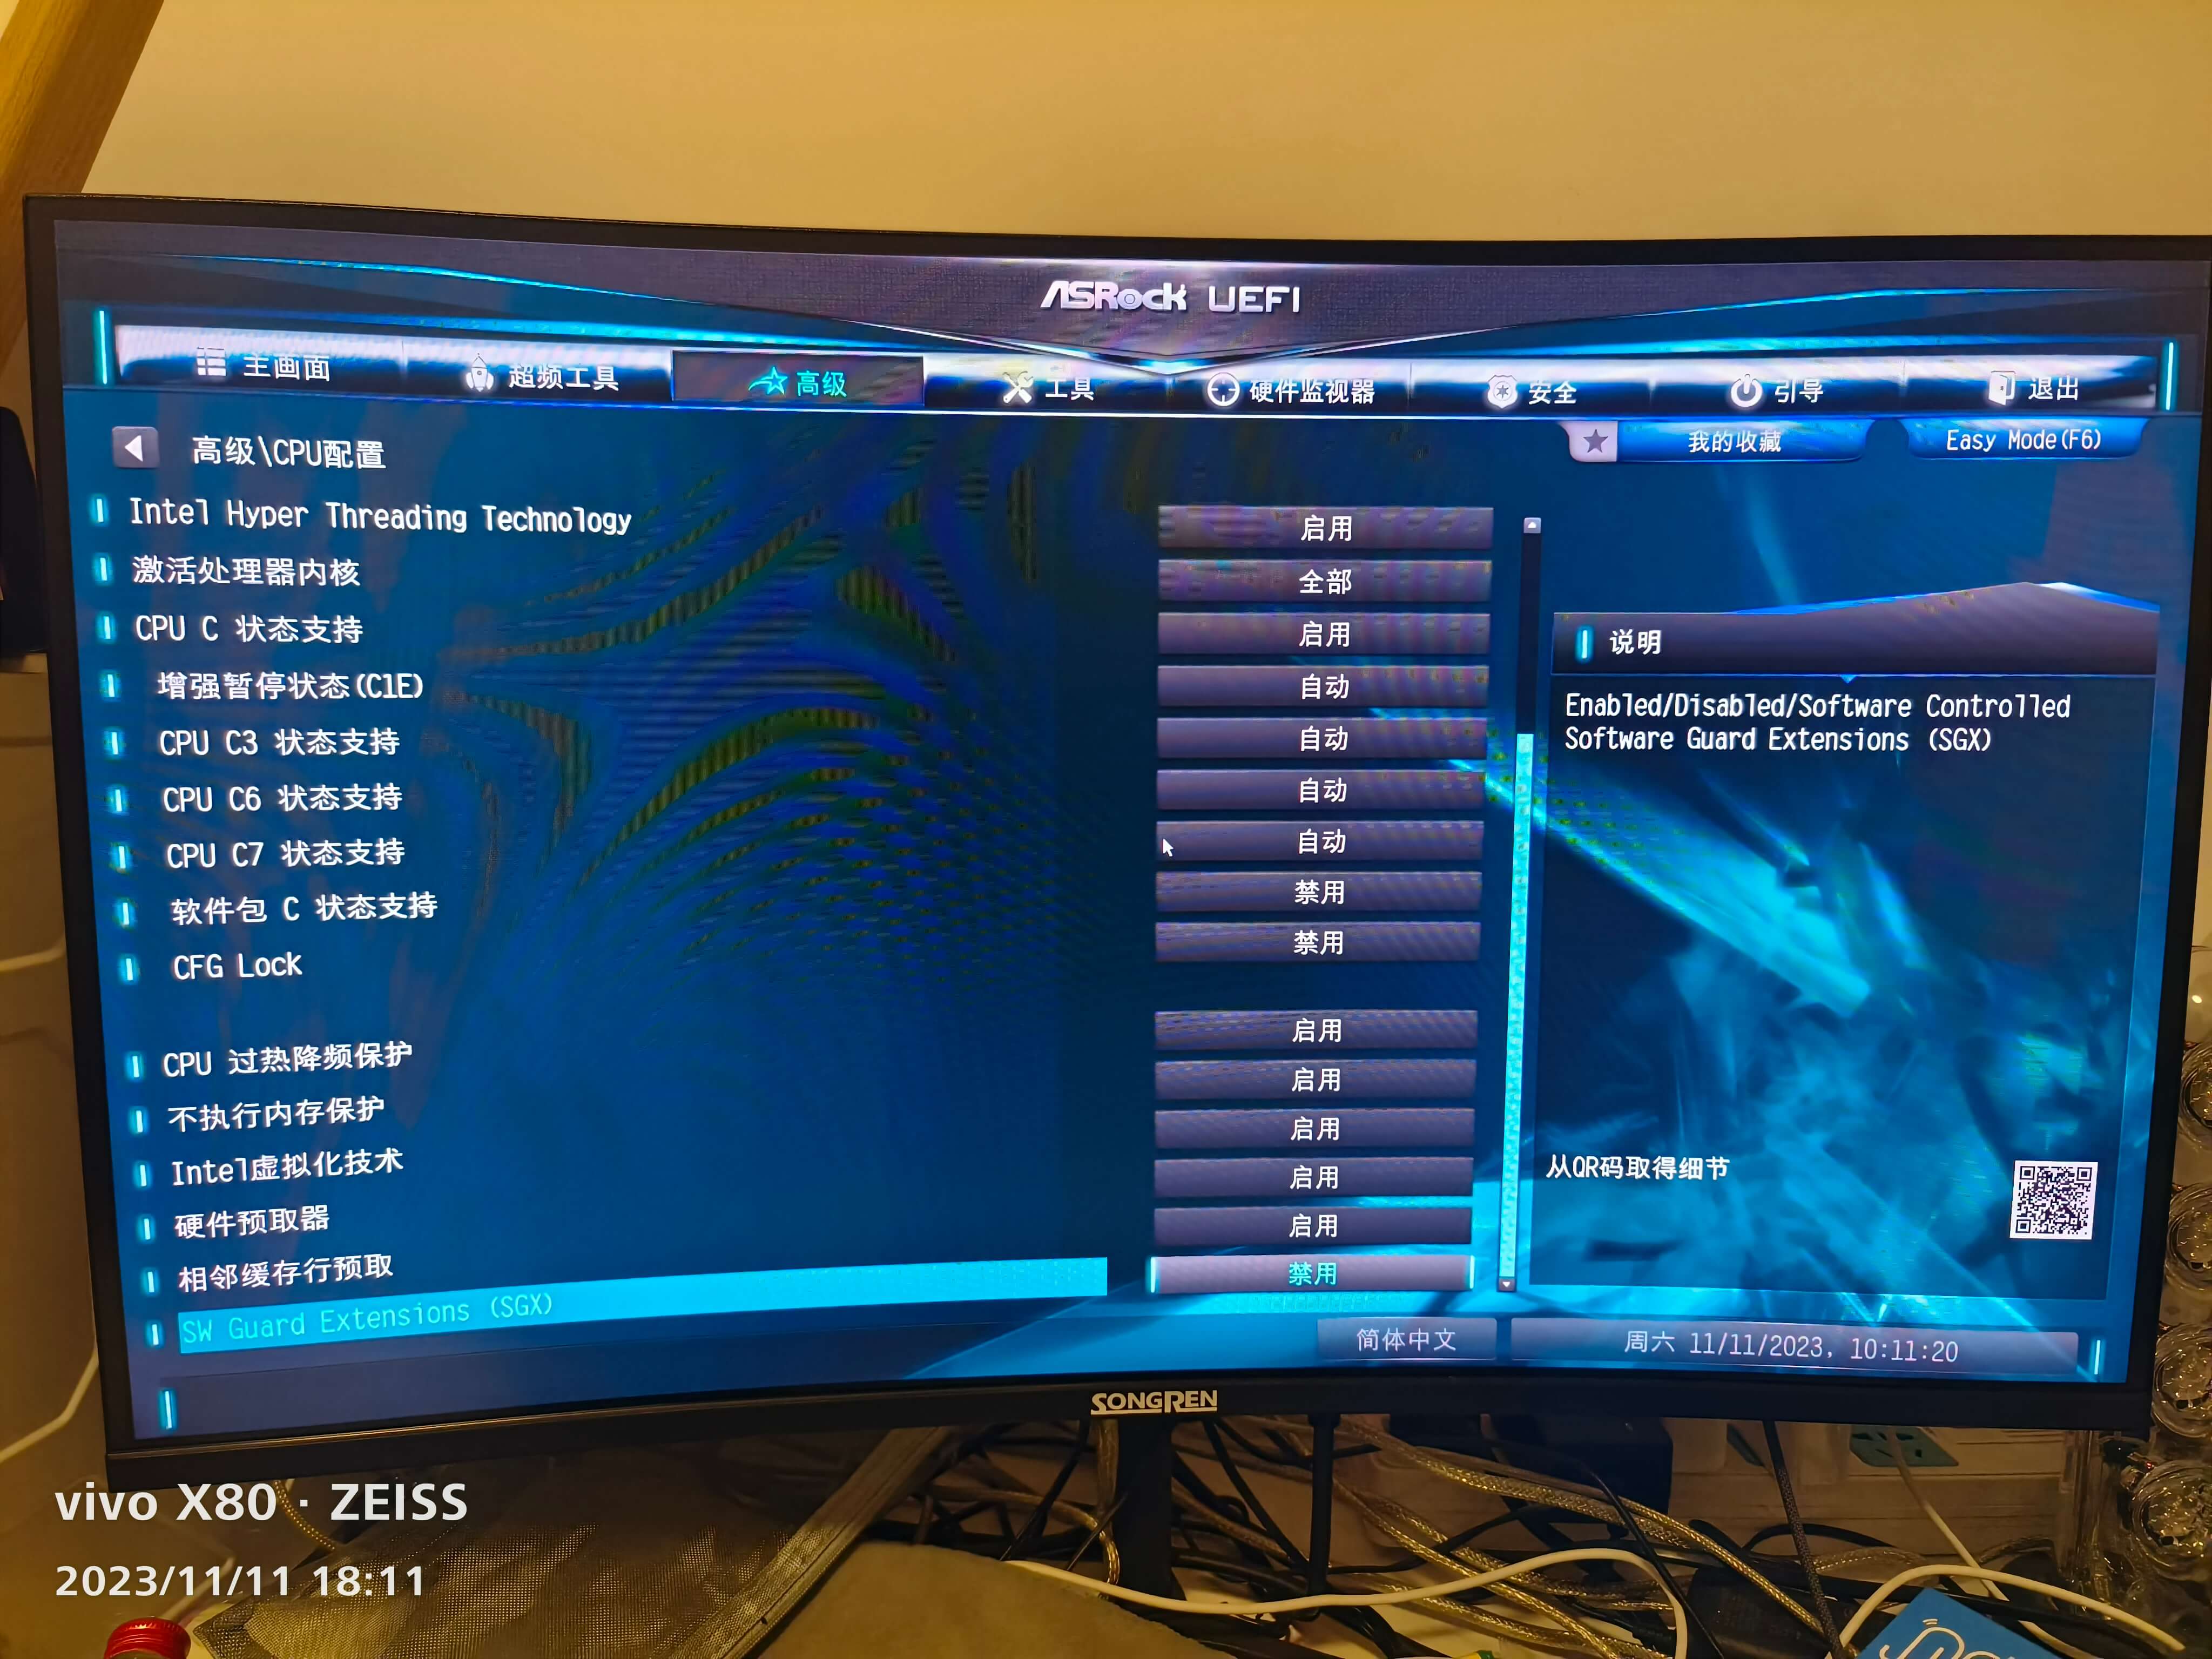 ASRock UEFI
主画面
超频工具
高级
工具
硬件监视器
安全
引导
退出
我的收藏
Easy Mode(F6)
高级\CPU配置
Intel Hyper Threading Technology 启用
激活处理器内核 全部
CPU C 状态支持 启用
增强暂停状态(C1E) 自动
CPU C3 状态支持 自动
CPU C6 状态支持 自动
CPU C7 状态支持 自动
软件包 C 状态支持 禁用
CFG Lock 禁用
CPU 过热降频保护 启用
不执行内存保护 启用
Intel虚拟化技术 启用
硬件预取器 启用
相邻缓存行预取 启用
SW Guard Extensions (SGX) 禁用
说明
Enabled/Disabled/Software Controlled
Software Guard Extensions (SGX)
从QR码取得细节
简体中文
周六 11/11/2023, 10:11:20
SONGREN
vivo X80 · ZEISS
2023/11/11 18:11